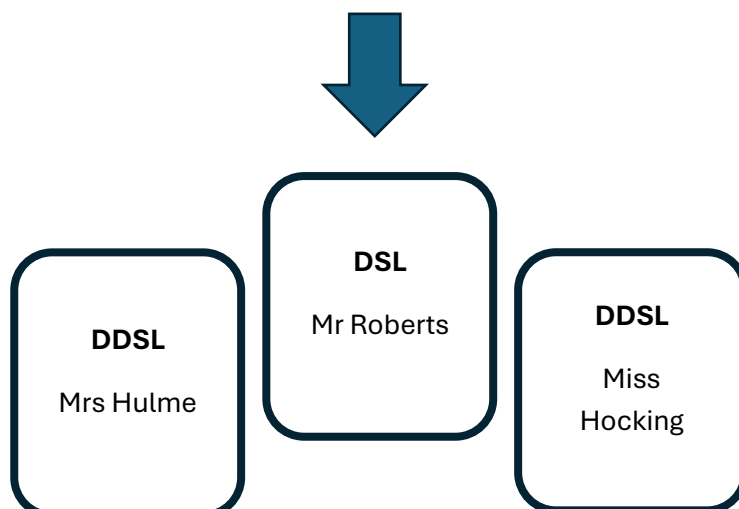 DDSL
Mrs Hulme
DSL
Mr Roberts
DDSL
Miss
Hocking